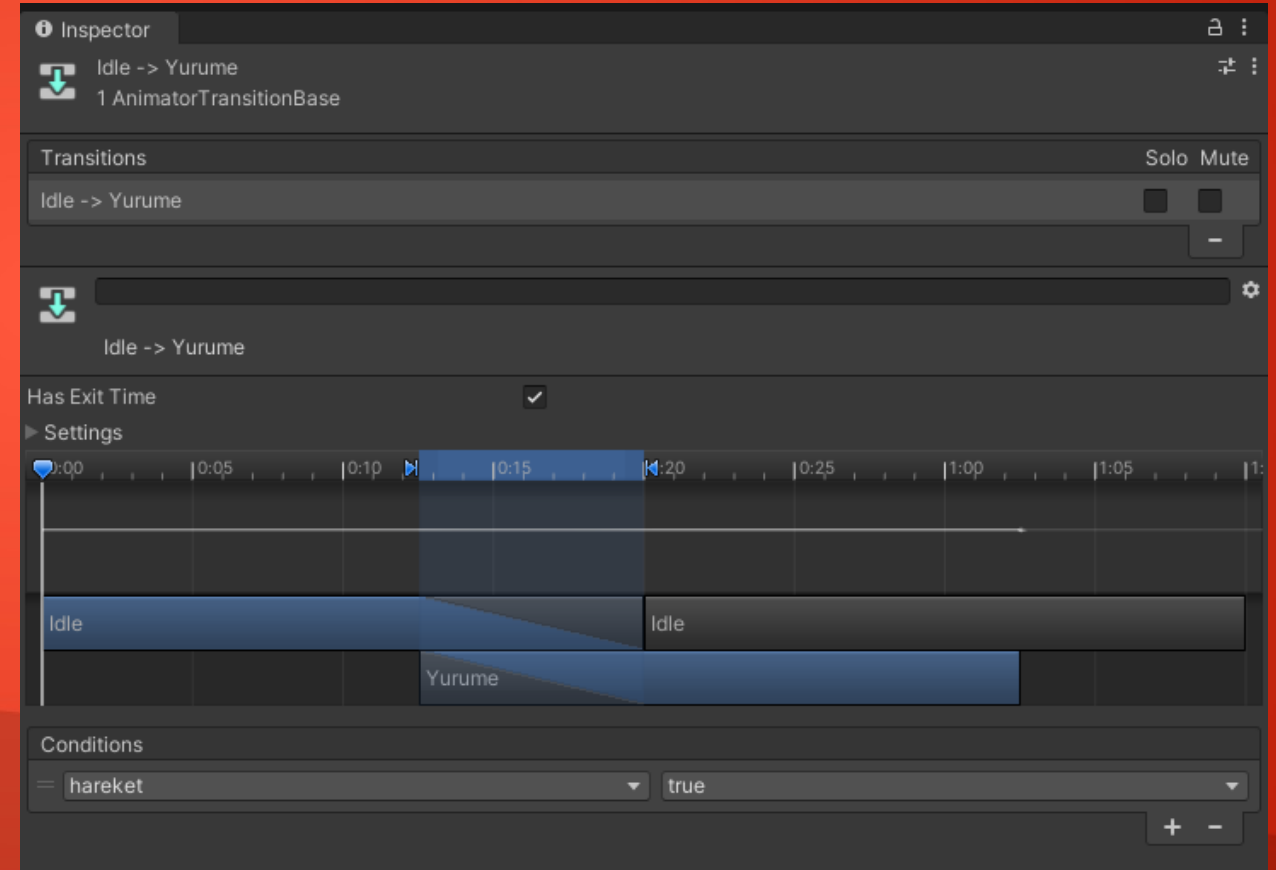 Inspector
Idle -> Yurume
1 AnimatorTransitionBase
Transitions Solo Mute
Idle -> Yurume
Idle -> Yurume
Has Exit Time
Settings
0:00 0:05 0:10 0:15 0:20 0:25 1:00 1:05 1:
Idle Idle
Yurume
Conditions
hareket true